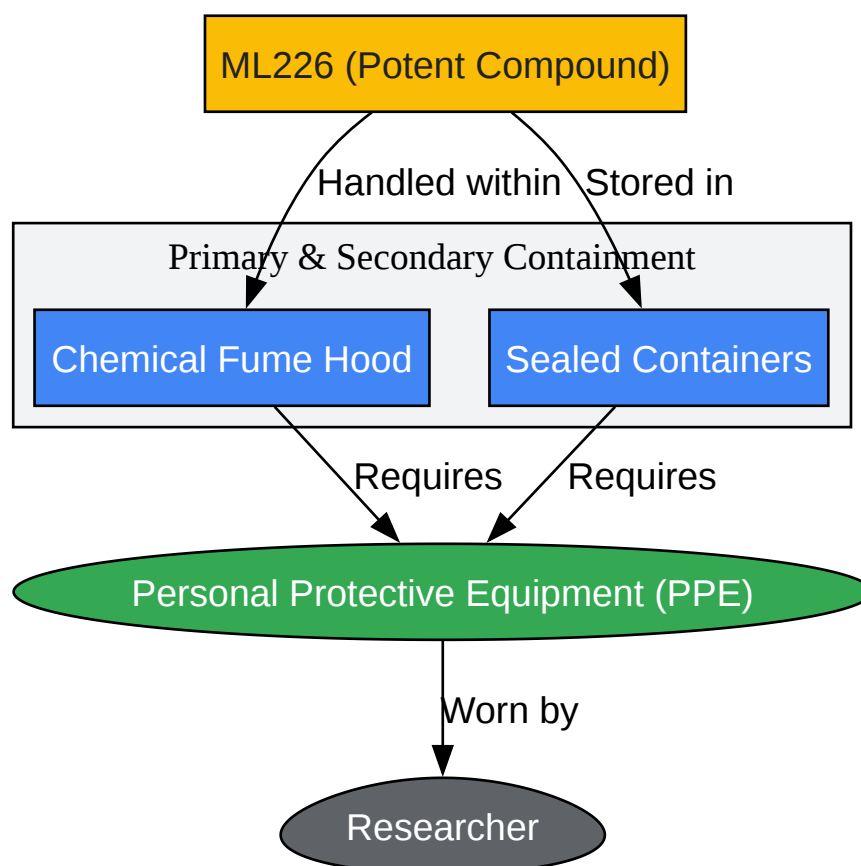 ML226 (Potent Compound)
Handled within
Stored in
Primary & Secondary Containment
Chemical Fume Hood
Sealed Containers
Requires
Requires
Personal Protective Equipment (PPE)
Worn by
Researcher